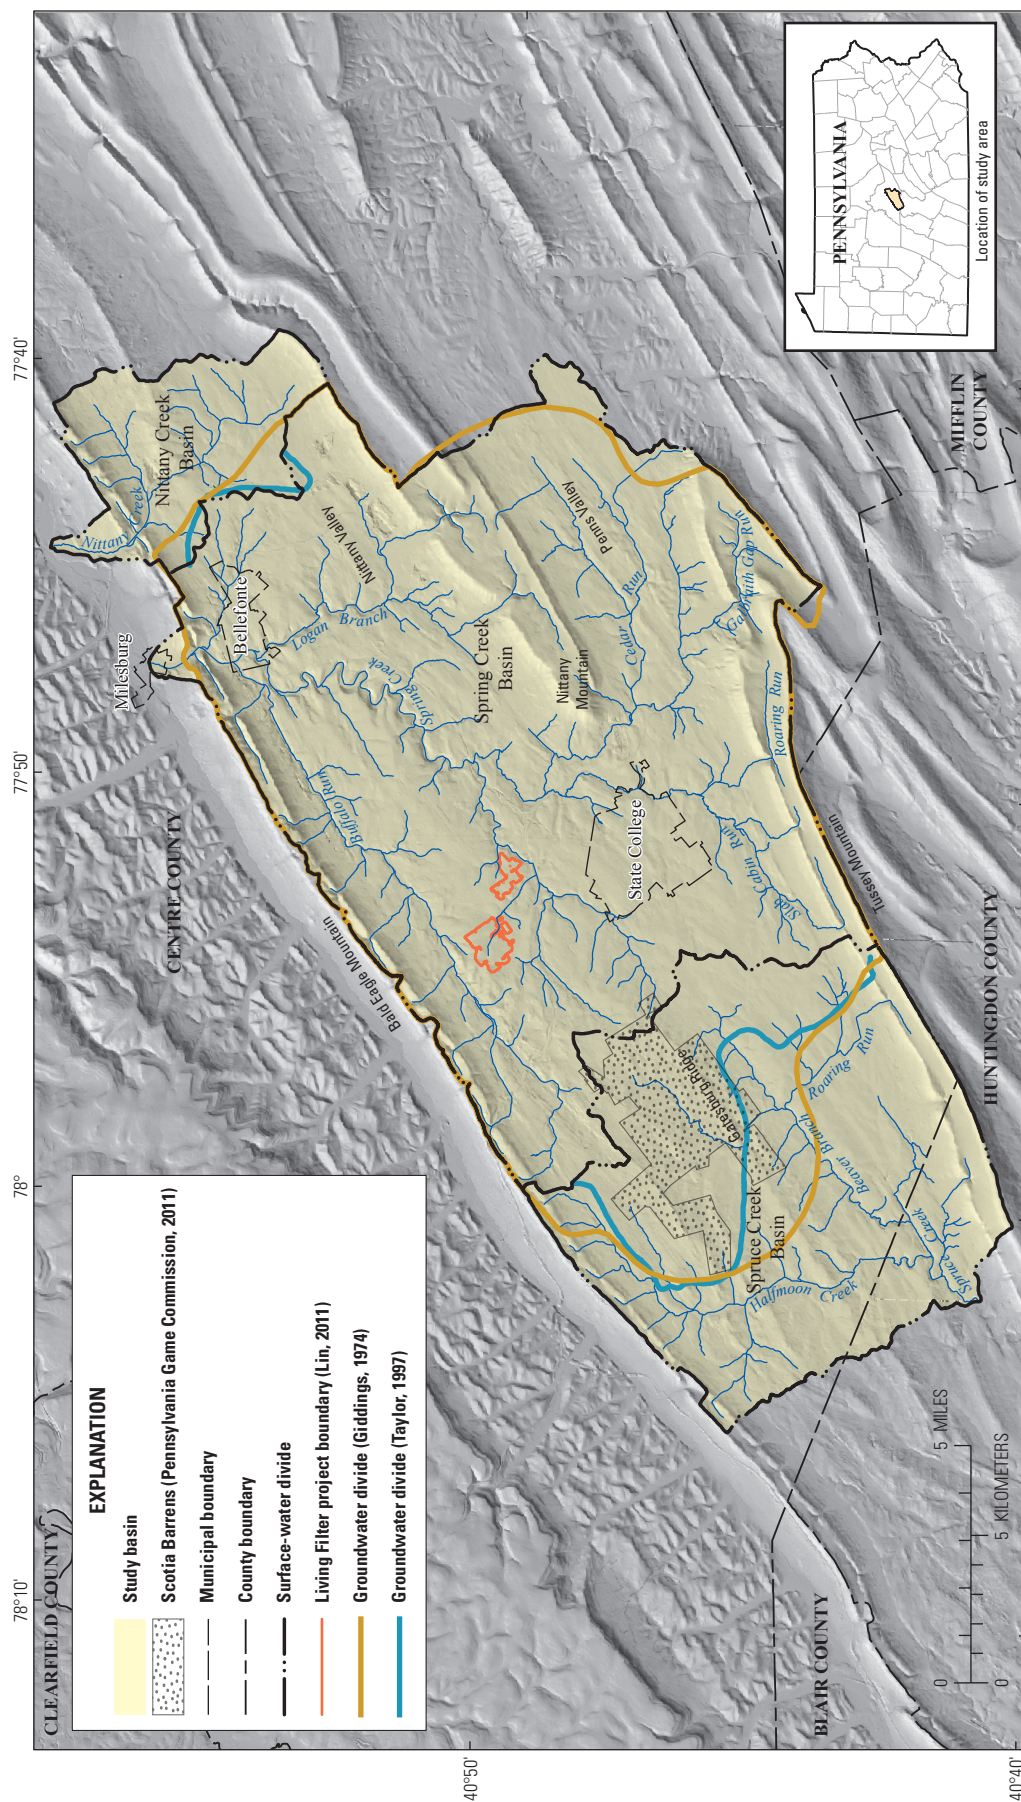 78°10'
78°
77°50'
77°40'
40°50'
40°40'
CLEARFIELD COUNTY
CENTRE COUNTY
BLAIR COUNTY
HUNTINGDON COUNTY
MIFFLIN
COUNTY
EXPLANATION
Study basin
Scotia Barrens (Pennsylvania Game Commission, 2011)
Municipal boundary
County boundary
Surface-water divide
Living Filter project boundary (Lin, 2011)
Groundwater divide (Giddings, 1974)
Groundwater divide (Taylor, 1997)
Milesburg
Bellefonte
State College
Nittany Creek
Nittany Creek
Basin
Nittany Valley
Logan Branch
Spring Creek
Spring Creek
Basin
Buffalo Run
Bald Eagle Mountain
Nittany
Mountain
Penns Valley
Cedar Run
Galbraith Gap Run
Roaring Run
Slab Cabin Run
Tussey Mountain
Gatesburg Ridge
Roaring Run
Beaver Branch
Spruce Creek
Basin
Halfmoon Creek
Spruce Creek
0
5 MILES
0
5 KILOMETERS
PENNSYLVANIA
Location of study area